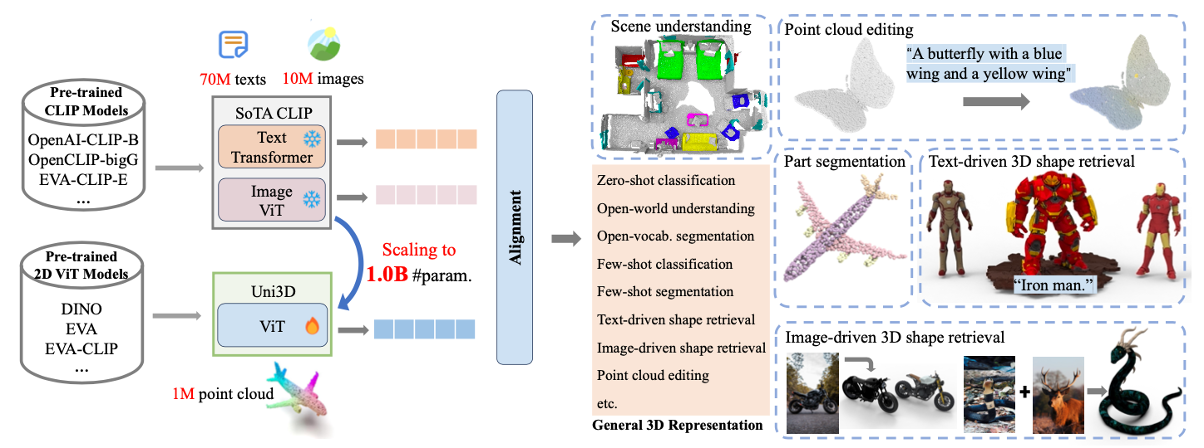 70M texts
10M images
Pre-trained
CLIP Models
OpenAI-CLIP-B
OpenCLIP-bigG
EVA-CLIP-E
...
SoTA CLIP
Text
Transformer
Image
ViT
Scaling to
1.0B #param.
Pre-trained
2D ViT Models
DINO
EVA
EVA-CLIP
...
Uni3D
ViT
1M point cloud
Alignment
Scene understanding
Zero-shot classification
Open-world understanding
Open-vocab. segmentation
Few-shot classification
Few-shot segmentation
Text-driven shape retrieval
Image-driven shape retrieval
Point cloud editing
etc.
General 3D Representation
Point cloud editing
“A butterfly with a blue
wing and a yellow wing”
Part segmentation
Text-driven 3D shape retrieval
“Iron man.”
Image-driven 3D shape retrieval
+